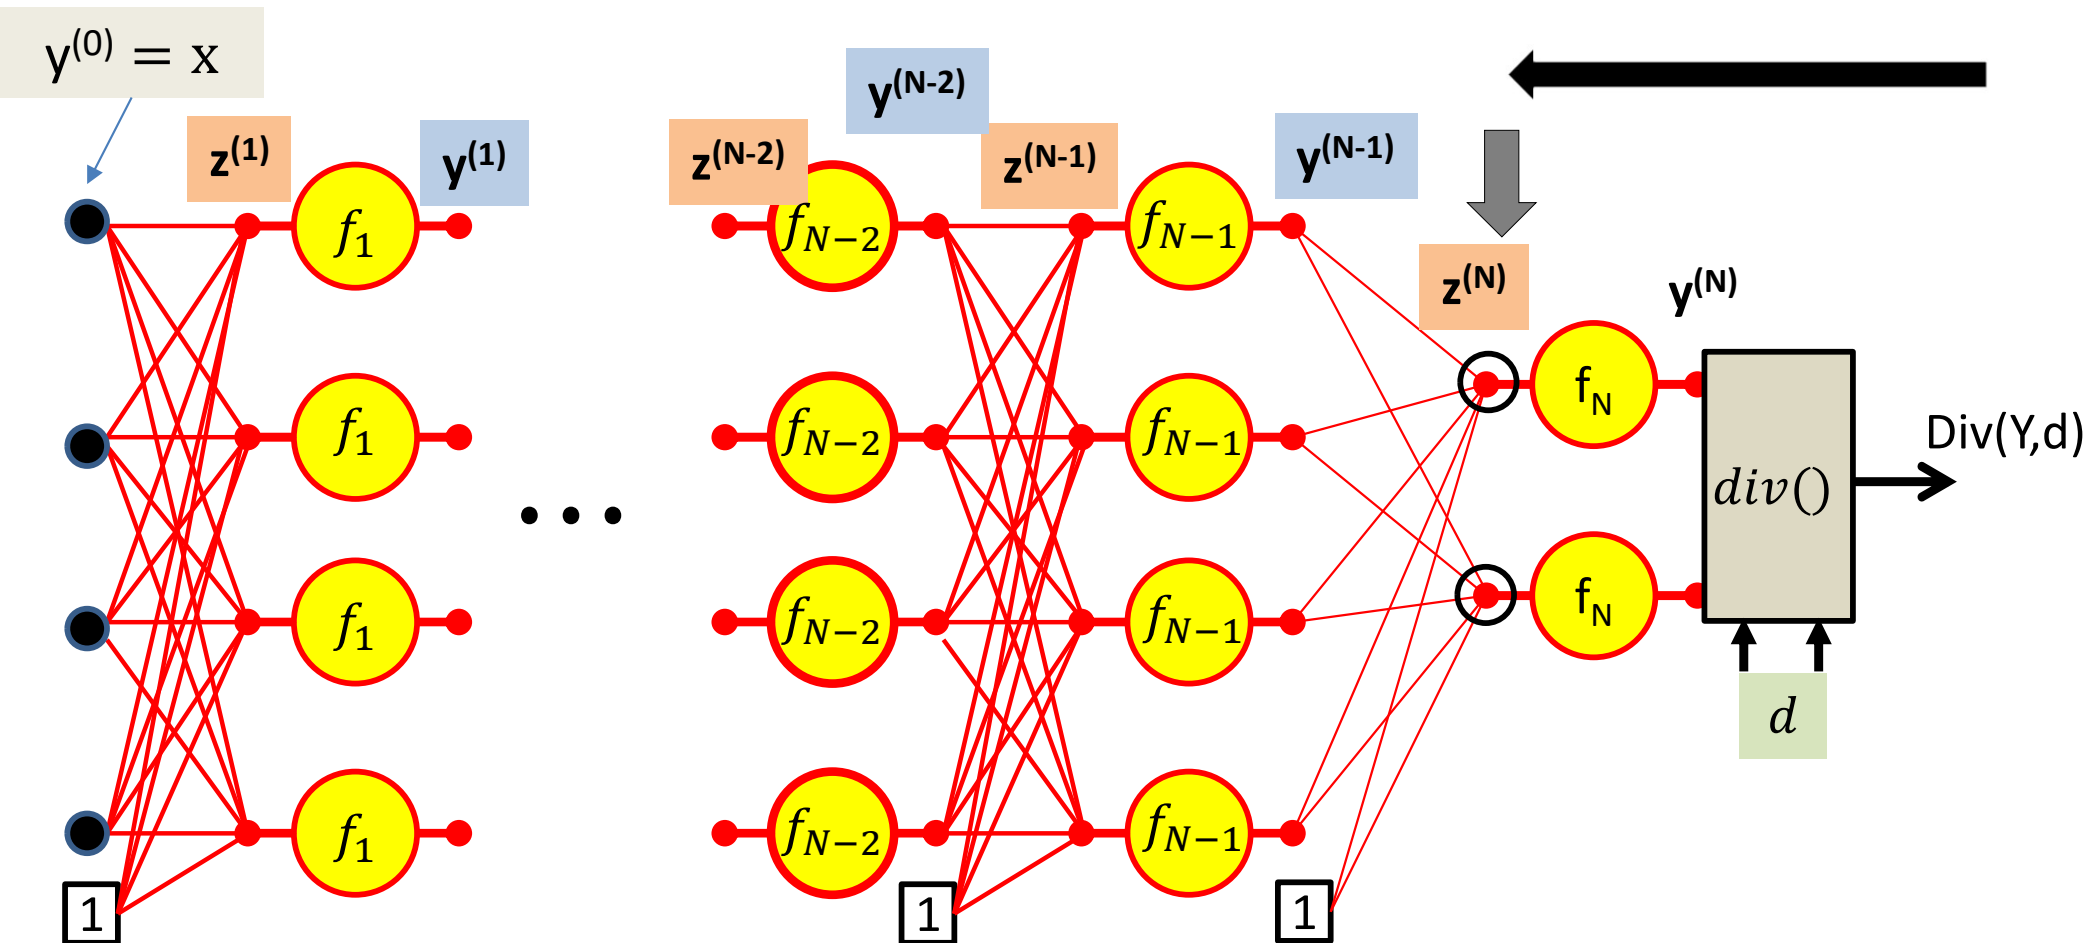 y(0) = x
z(1)
y(1)
z(N-2)
y(N-2)
z(N-1)
y(N-1)
z(N)
y(N)
f1
fN−2
fN−1
f1
fN−2
fN−1
fN
f1
fN−2
fN−1
fN
f1
fN−2
fN−1
...
div()
Div(Y,d)
d
1
1
1